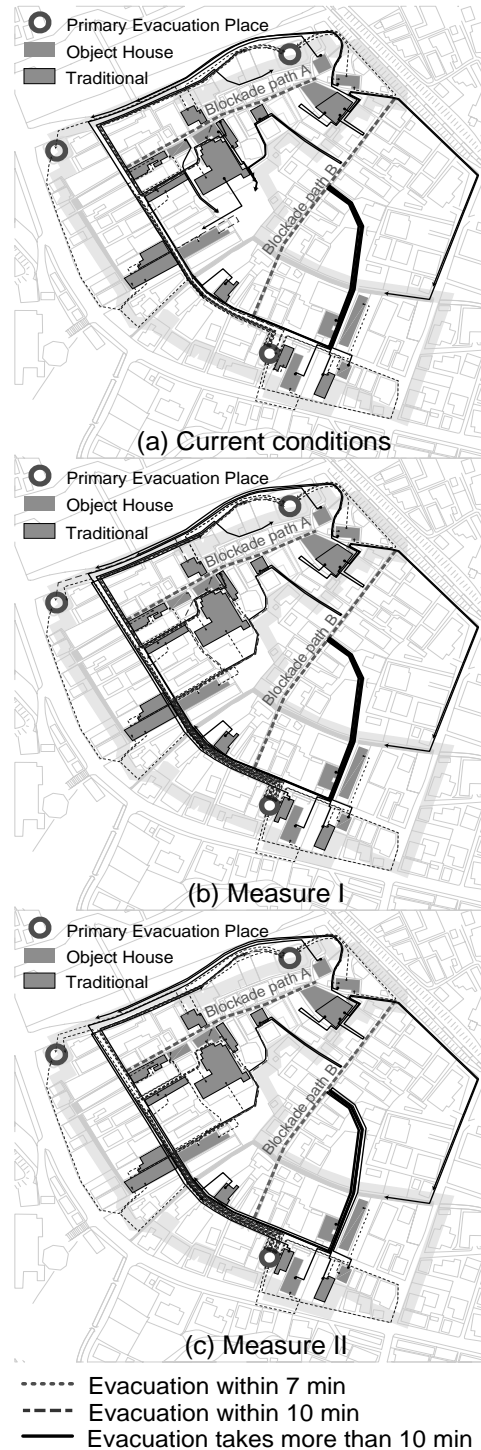 Primary Evacuation Place
Object House
Traditional
Blockade path A
Blockade path B
(a) Current conditions
Primary Evacuation Place
Object House
Traditional
Blockade path A
Blockade path B
(b) Measure I
Primary Evacuation Place
Object House
Traditional
Blockade path A
Blockade path B
(c) Measure II
Evacuation within 7 min
Evacuation within 10 min
Evacuation takes more than 10 min